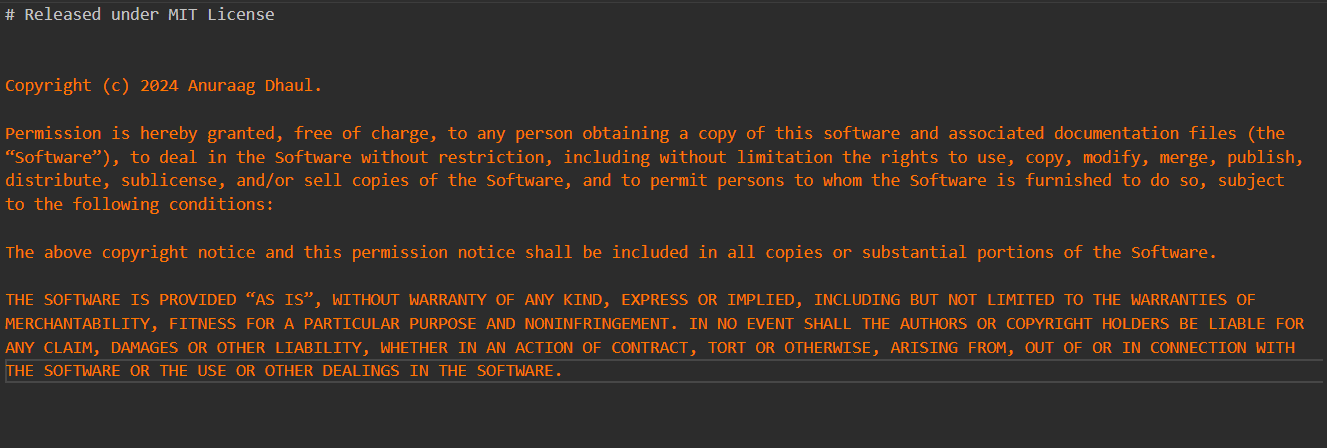 # Released under MIT License
Copyright (c) 2024 Anuraag Dhaul.
Permission is hereby granted, free of charge, to any person obtaining a copy of this software and associated documentation files (the
“Software”), to deal in the Software without restriction, including without limitation the rights to use, copy, modify, merge, publish,
distribute, sublicense, and/or sell copies of the Software, and to permit persons to whom the Software is furnished to do so, subject
to the following conditions:
The above copyright notice and this permission notice shall be included in all copies or substantial portions of the Software.
THE SOFTWARE IS PROVIDED “AS IS”, WITHOUT WARRANTY OF ANY KIND, EXPRESS OR IMPLIED, INCLUDING BUT NOT LIMITED TO THE WARRANTIES OF
MERCHANTABILITY, FITNESS FOR A PARTICULAR PURPOSE AND NONINFRINGEMENT. IN NO EVENT SHALL THE AUTHORS OR COPYRIGHT HOLDERS BE LIABLE FOR
ANY CLAIM, DAMAGES OR OTHER LIABILITY, WHETHER IN AN ACTION OF CONTRACT, TORT OR OTHERWISE, ARISING FROM, OUT OF OR IN CONNECTION WITH
THE SOFTWARE OR THE USE OR OTHER DEALINGS IN THE SOFTWARE.